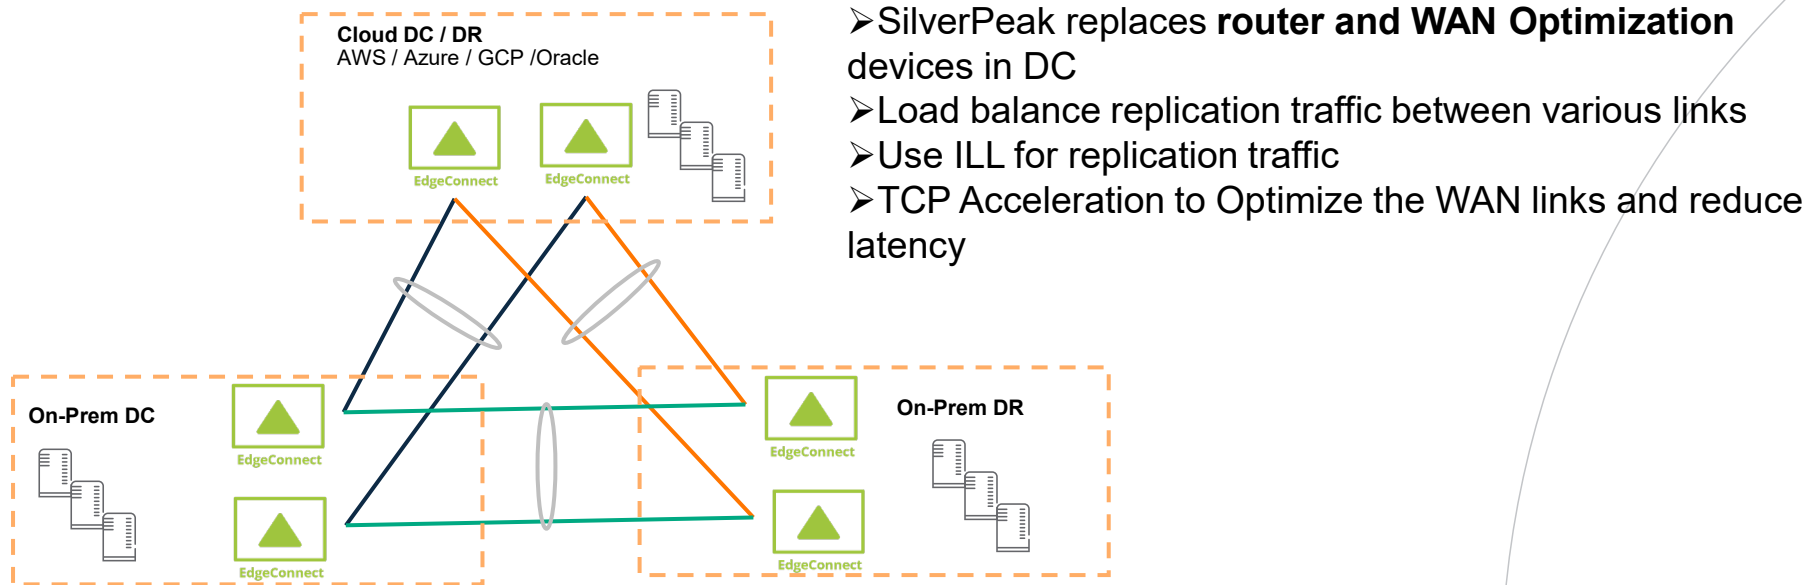 Cloud DC / DR
AWS / Azure / GCP /Oracle
EdgeConnect
EdgeConnect
➢SilverPeak replaces router and WAN Optimization
devices in DC
➢Load balance replication traffic between various links
➢Use ILL for replication traffic
➢TCP Acceleration to Optimize the WAN links and reduce
latency
On-Prem DC
EdgeConnect
EdgeConnect
EdgeConnect
On-Prem DR
EdgeConnect